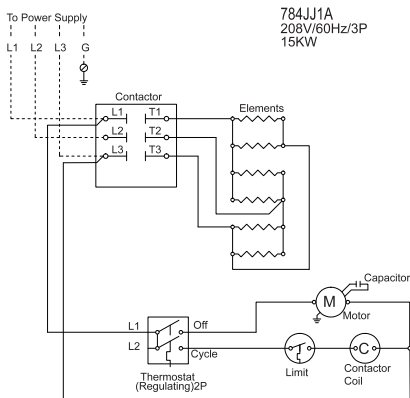 784JJ1A
208V/60Hz/3P
15KW
To Power Supply
L1 L2 L3 G
Contactor
L1 T1
L2 T2
L3 T3
Elements
Capacitor
M
Motor
L1 Off
L2 Cycle
Thermostat
(Regulating)2P
Limit
C
Contactor
Coil